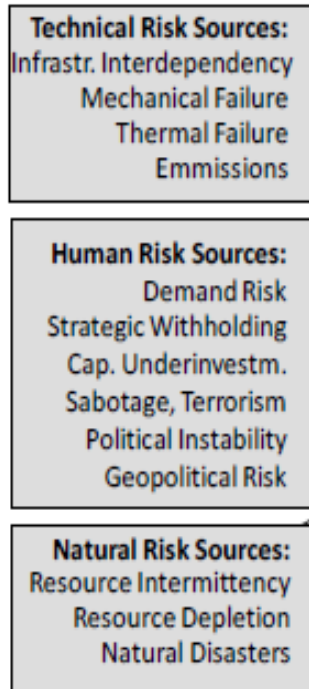 Technical Risk Sources:
Infrastr. Interdependency
Mechanical Failure
Thermal Failure
Emmissions
Human Risk Sources:
Demand Risk
Strategic Withholding
Cap. Underinvestm.
Sabotage, Terrorism
Political Instability
Geopolitical Risk
Natural Risk Sources:
Resource Intermittency
Resource Depletion
Natural Disasters